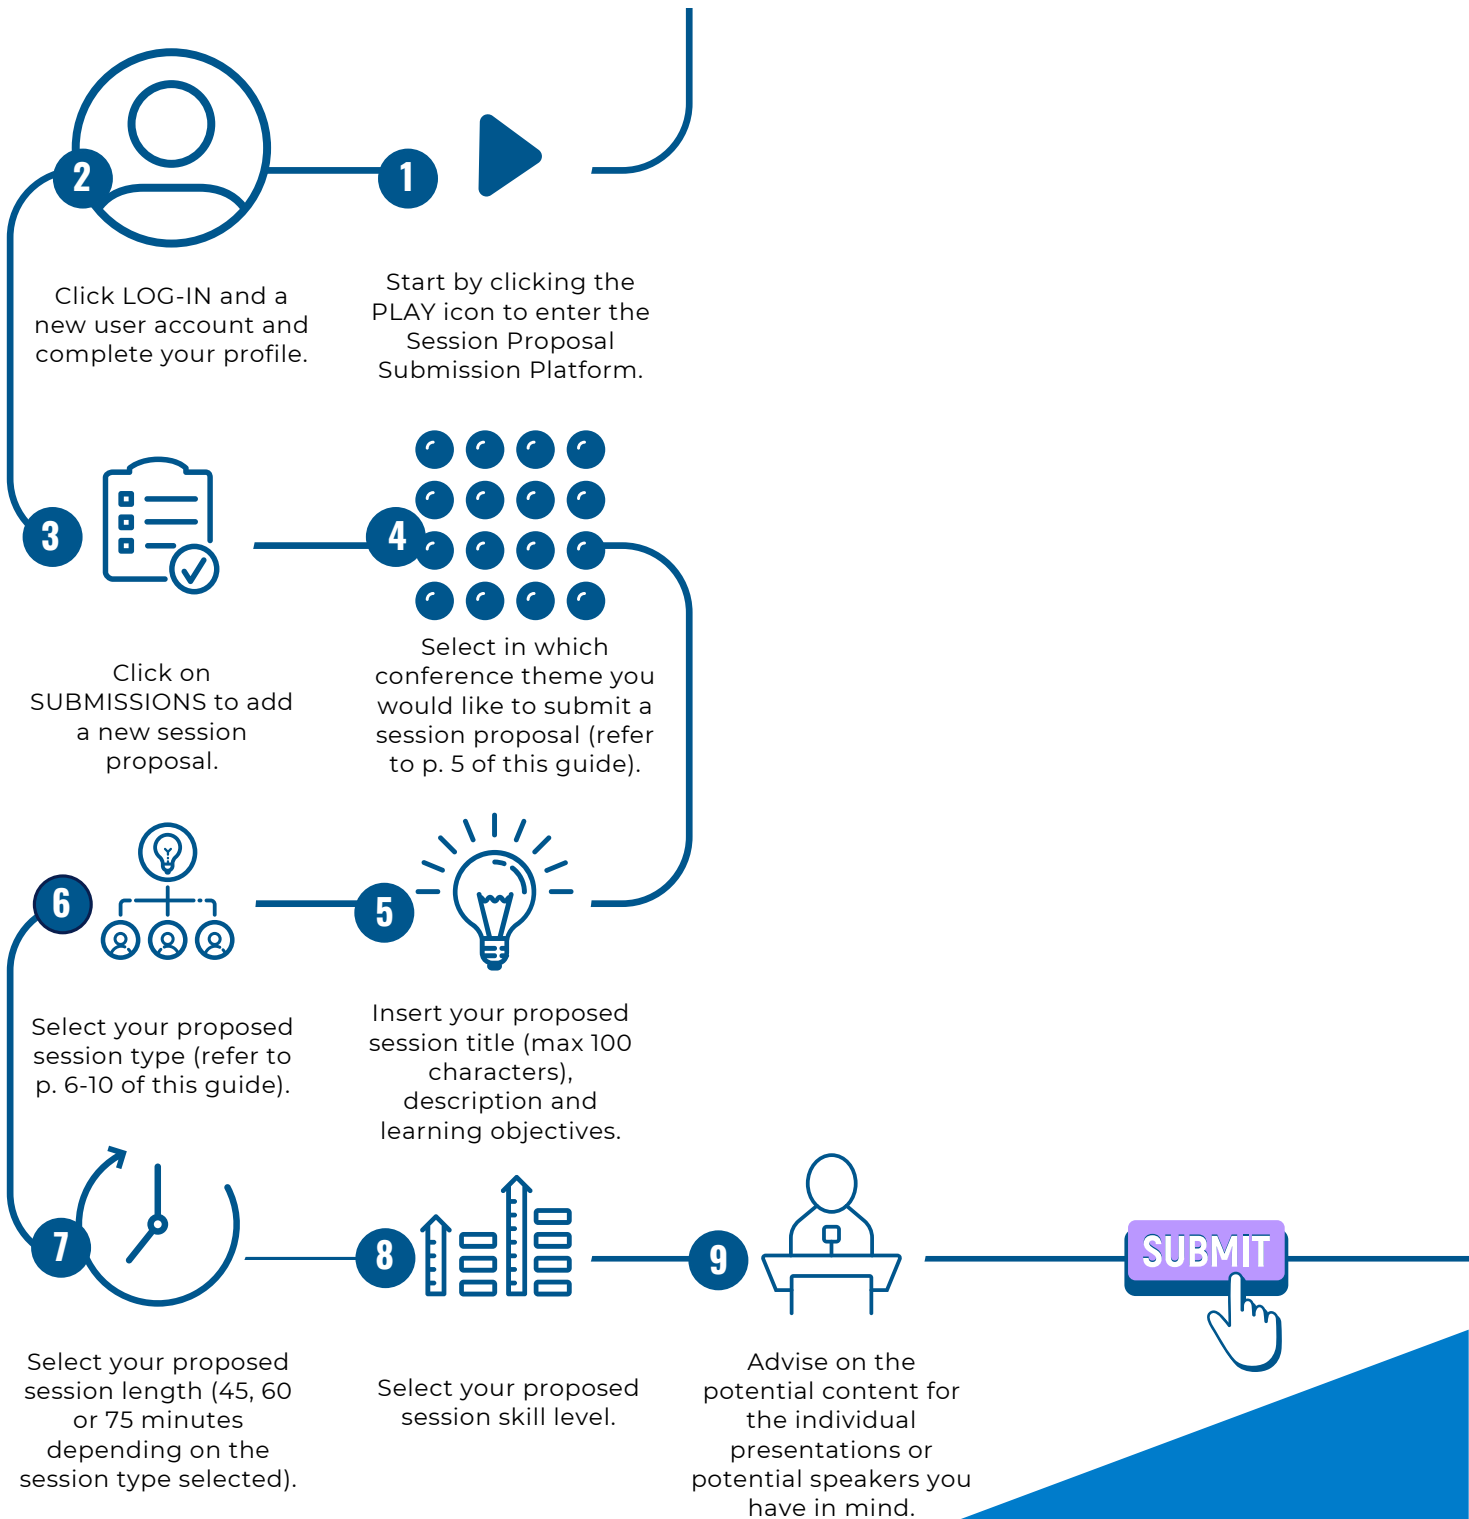 1
Start by clicking the
PLAY icon to enter the
Session Proposal
Submission Platform.
2
Click LOG-IN and a
new user account and
complete your profile.
3
Click on
SUBMISSIONS to add
a new session
proposal.
4
Select in which
conference theme you
would like to submit a
session proposal (refer
to p. 5 of this guide).
5
Insert your proposed
session title (max 100
characters),
description and
learning objectives.
6
Select your proposed
session type (refer to
p. 6-10 of this guide).
7
Select your proposed
session length (45, 60
or 75 minutes
depending on the
session type selected).
8
Select your proposed
session skill level.
9
Advise on the
potential content for
the individual
presentations or
potential speakers you
have in mind.
SUBMIT